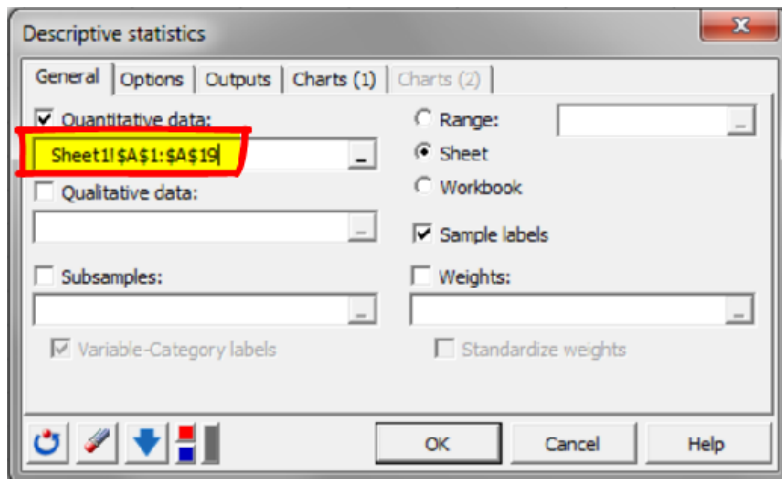 Descriptive statistics
General Options Outputs Charts (1) Charts (2)
Quantitative data:
Sheet1!$A$1:$A$19
Qualitative data:
Subsamples:
Variable-Category labels
Range:
Sheet
Workbook
Sample labels
Weights:
Standardize weights
OK Cancel Help